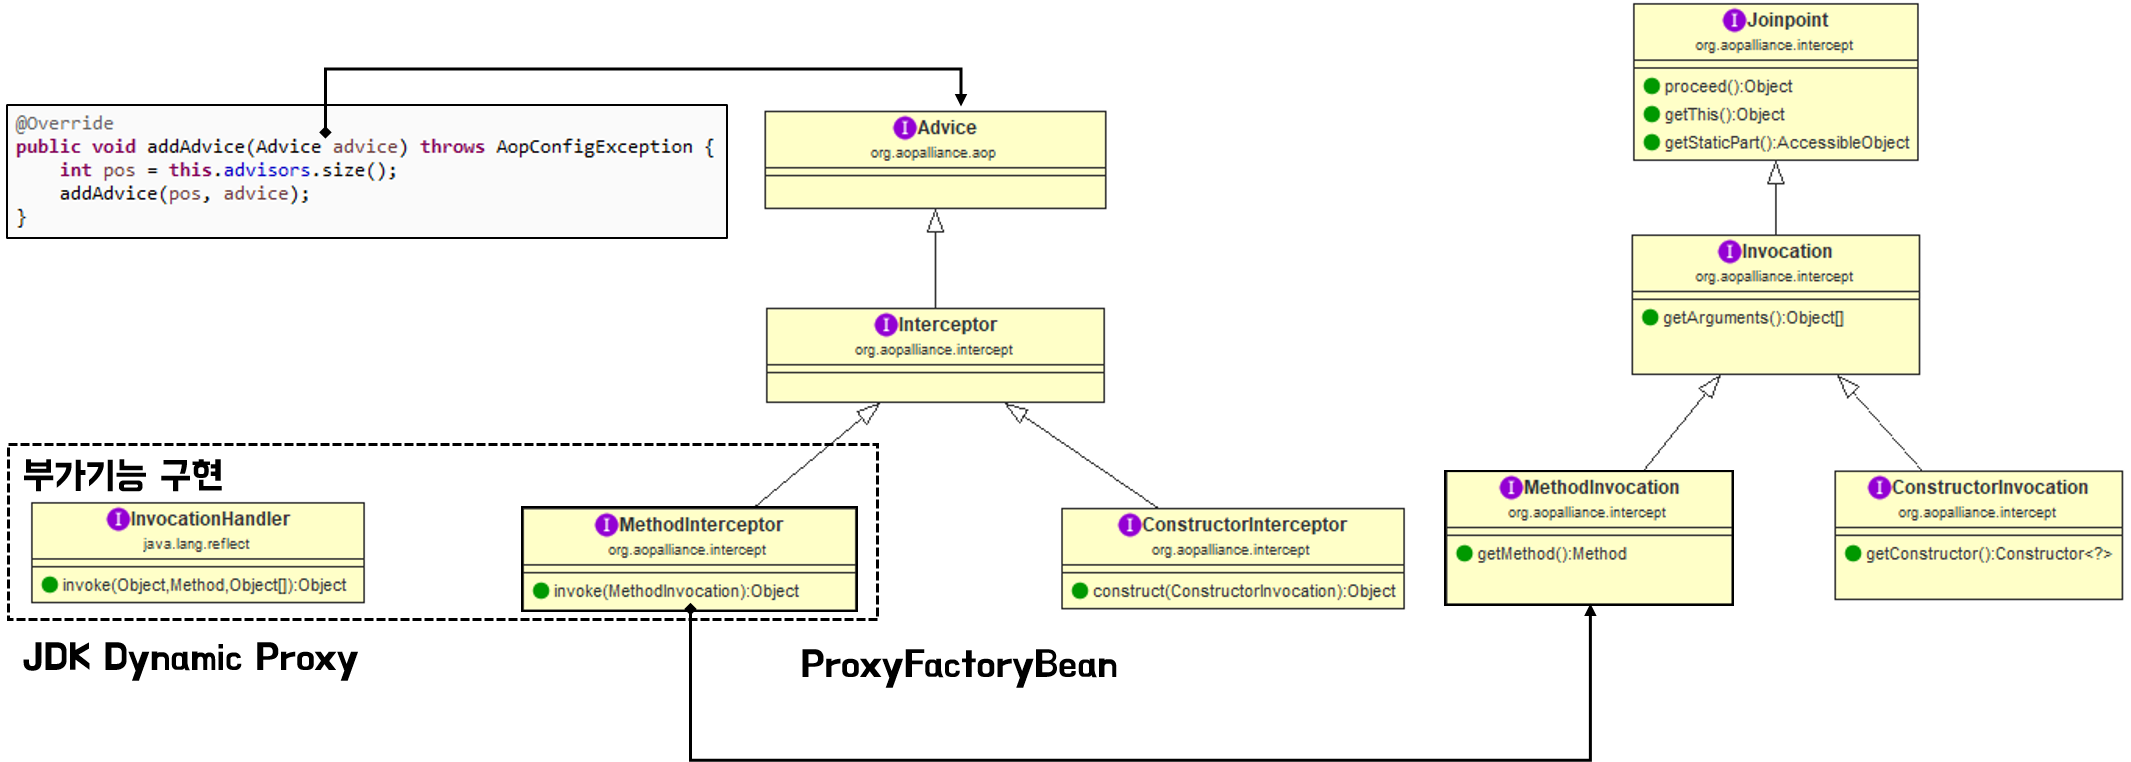 @Override
public void addAdvice(Advice advice) throws AopConfigException {
    int pos = this.advisors.size();
    addAdvice(pos, advice);
}
I Advice
org.aopalliance.aop
I Interceptor
org.aopalliance.intercept
부가기능 구현
I InvocationHandler
java.lang.reflect
invoke(Object,Method,Object[]):Object
I MethodInterceptor
org.aopalliance.intercept
invoke(MethodInvocation):Object
I ConstructorInterceptor
org.aopalliance.intercept
construct(ConstructorInvocation):Object
JDK Dynamic Proxy
ProxyFactoryBean
I Joinpoint
org.aopalliance.intercept
proceed():Object
getThis():Object
getStaticPart():AccessibleObject
I Invocation
org.aopalliance.intercept
getArguments():Object[]
I MethodInvocation
org.aopalliance.intercept
getMethod():Method
I ConstructorInvocation
org.aopalliance.intercept
getConstructor():Constructor<?>